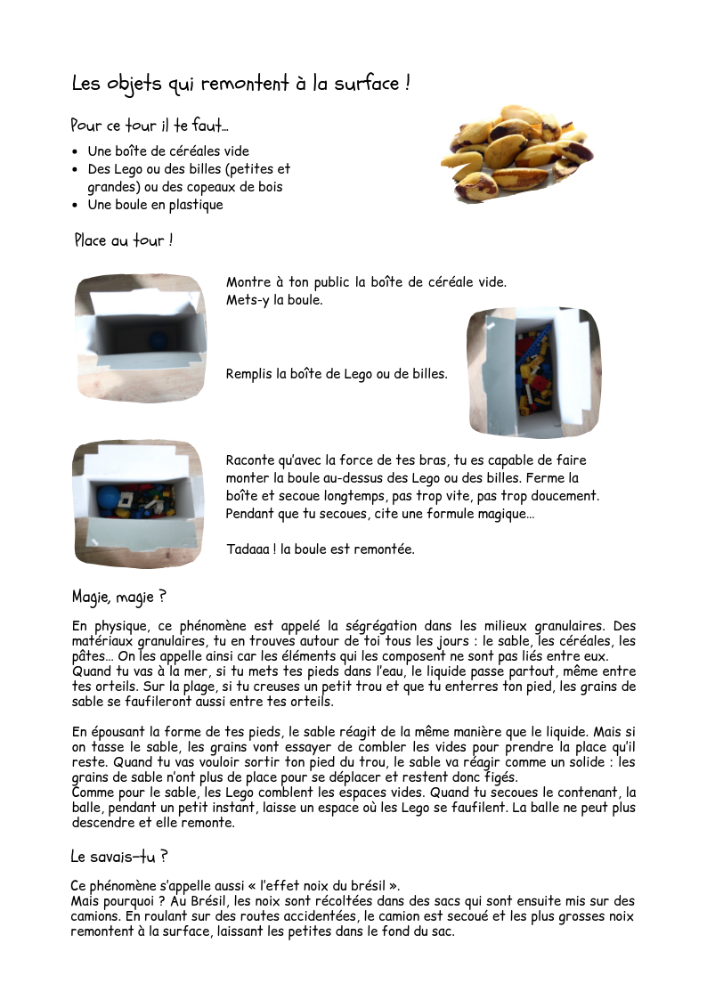 Les objets qui remontent à la surface !
Pour ce tour il te faut...
• Une boîte de céréales vide
• Des Lego ou des billes (petites et
grandes) ou des copeaux de bois
• Une boule en plastique
Place au tour !
Montre à ton public la boîte de céréale vide.
Mets-y la boule.
Remplis la boîte de Lego ou de billes.
Raconte qu'avec la force de tes bras, tu es capable de faire
monter la boule au-dessus des Lego ou des billes. Ferme la
boîte et secoue longtemps, pas trop vite, pas trop doucement.
Pendant que tu secoues, cite une formule magique...
Tadaaa ! la boule est remontée.
Magie, magie ?
En physique, ce phénomène est appelé la ségrégation dans les milieux granulaires. Des
matériaux granulaires, tu en trouves autour de toi tous les jours : le sable, les céréales, les
pâtes... On les appelle ainsi car les éléments qui les composent ne sont pas liés entre eux.
Quand tu vas à la mer, si tu mets tes pieds dans l'eau, le liquide passe partout, même entre
tes orteils. Sur la plage, si tu creuses un petit trou et que tu enterres ton pied, les grains de
sable se faufileront aussi entre tes orteils.
En épousant la forme de tes pieds, le sable réagit de la même manière que le liquide. Mais si
on tasse le sable, les grains vont essayer de combler les vides pour prendre la place qu'il
reste. Quand tu vas vouloir sortir ton pied du trou, le sable va réagir comme un solide : les
grains de sable n'ont plus de place pour se déplacer et restent donc figés.
Comme pour le sable, les Lego comblent les espaces vides. Quand tu secoues le contenant, la
balle, pendant un petit instant, laisse un espace où les Lego se faufilent. La balle ne peut plus
descendre et elle remonte.
Le savais-tu ?
Ce phénomène s'appelle aussi « l'effet noix du brésil ».
Mais pourquoi ? Au Brésil, les noix sont récoltées dans des sacs qui sont ensuite mis sur des
camions. En roulant sur des routes accidentées, le camion est secoué et les plus grosses noix
remontent à la surface, laissant les petites dans le fond du sac.